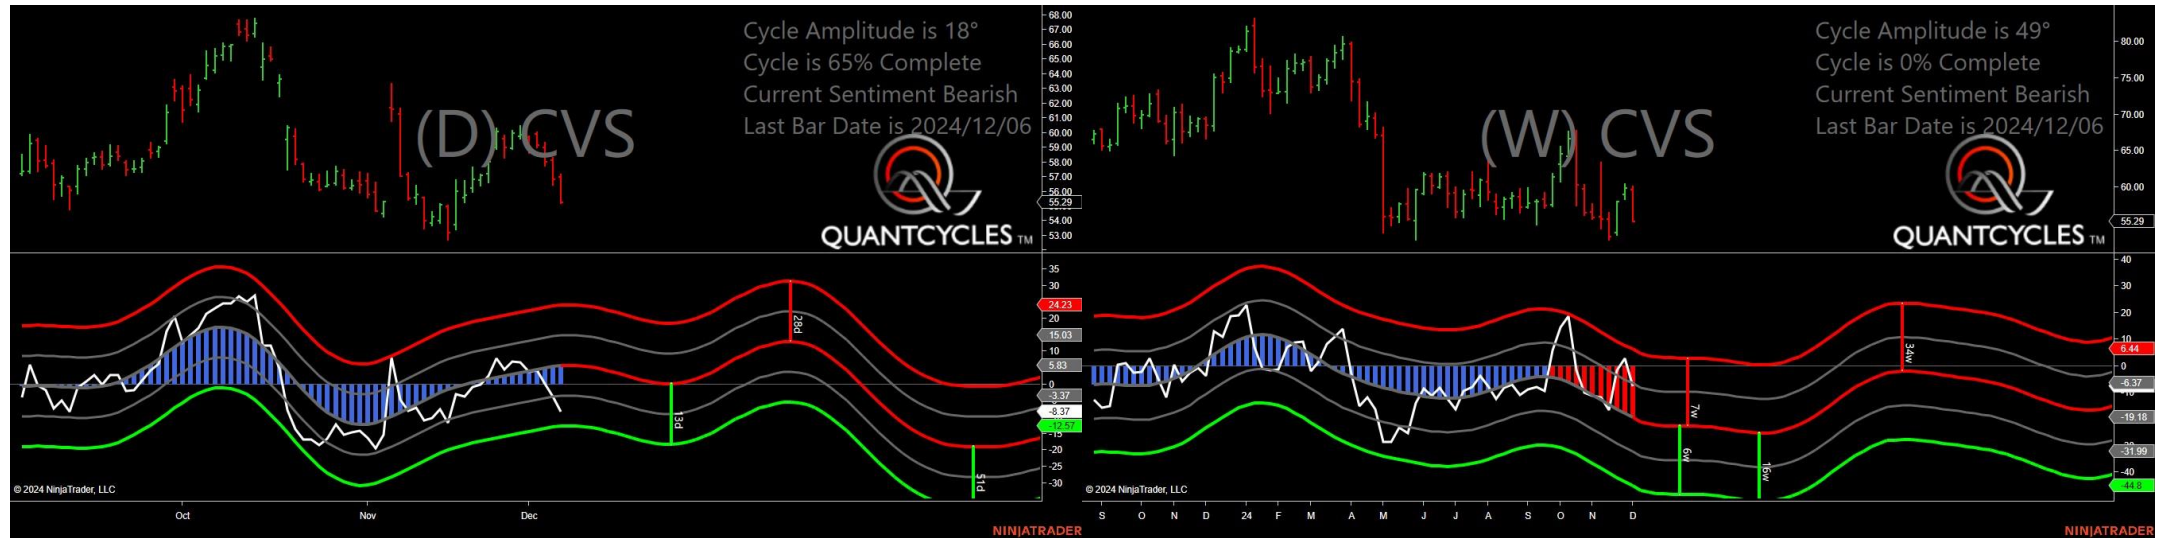 Cycle Amplitude is 18°
Cycle is 65% Complete
Current Sentiment Bearish
Last Bar Date is 2024/12/06
(D) CVS
QUANTCYCLES TM
68.00
66.00
65.00
64.00
63.00
62.00
61.00
60.00
59.00
58.00
57.00
56.00
55.29
54.00
53.00
35
30
24.23
20
15.03
10
5.83
0
-3.37
-8.37
-12.57
-15
-20
-25
-30
28d
13d
51d
© 2024 NinjaTrader, LLC
Oct Nov Dec
NINJATRADER
Cycle Amplitude is 49°
Cycle is 0% Complete
Current Sentiment Bearish
Last Bar Date is 2024/12/06
(W) CVS
QUANTCYCLES TM
80.00
75.00
70.00
65.00
60.00
55.29
40
30
20
10
6.44
0
-6.37
-10
-19.18
-31.99
-40
-44.8
34w
7w
6w
16w
© 2024 NinjaTrader, LLC
S O N D 24 F M A M J J A S O N D
NINJATRADER